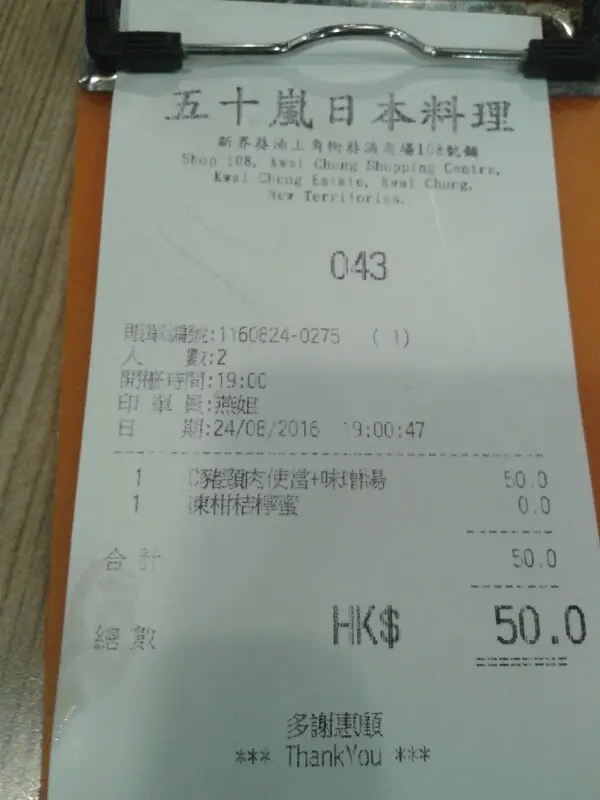 五十嵐日本料理
新界葵涌上角街葵涌商場108號舖
Shop 108, Kwai Chung Shopping Centre,
Kwai Chung Estate, Kwai Chung,
New Territories.
043
賬單編號:1160824-0275 (1)
人 數:2
開檯時間:19:00
印單員:燕姐
日 期:24/08/2016 19:00:47
1 C豬頸肉便當+味噌湯 50.0
1 凍柑桔檸蜜 0.0
合計 50.0
總數 HK$ 50.0
多謝惠顧
*** ThankYou ***